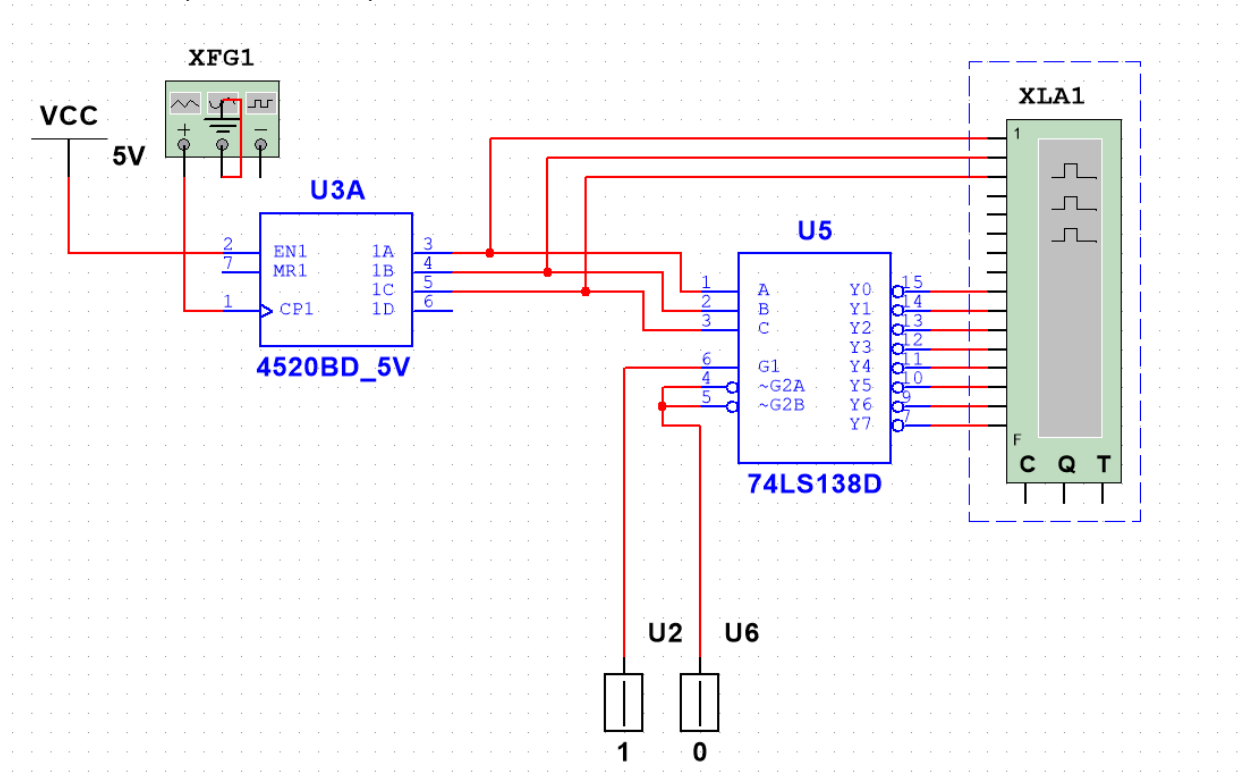 XFG1
VCC
5V
+
−
XLA1
1
F
C Q T
U3A
2 EN1 1A 3
7 MR1 1B 4
1C 5
1 CP1 1D 6
4520BD_5V
U5
1 A Y0 15
2 B Y1 14
3 C Y2 13
Y3 12
6 G1 Y4 11
4 ~G2A Y5 10
5 ~G2B Y6 9
Y7 7
74LS138D
U2 U6
1 0